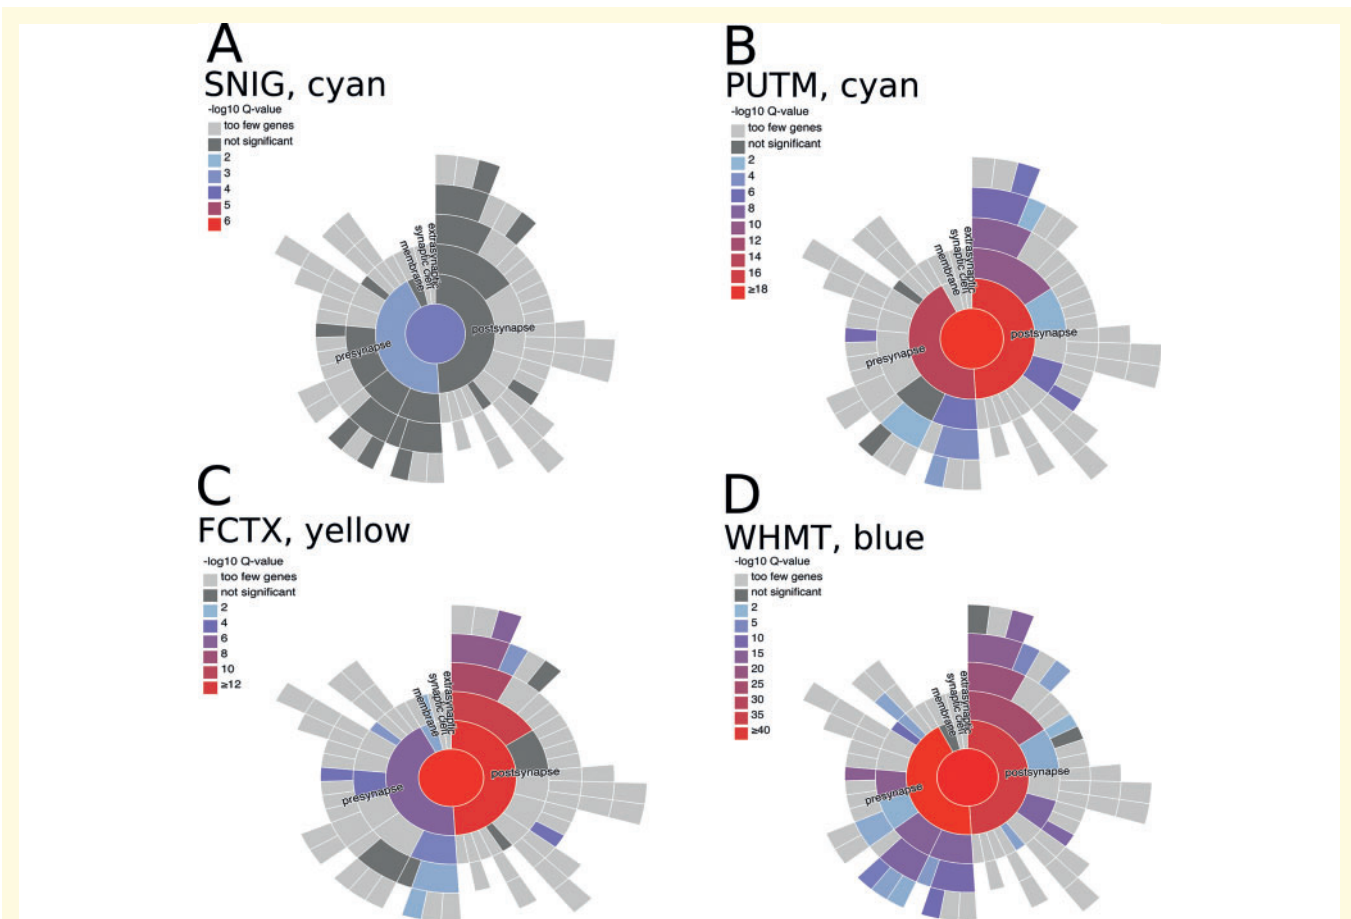 A
SNIG, cyan
-log10 Q-value
too few genes
not significant
2
3
4
5
6
extrasynaptic
synaptic cleft
membrane
postsynapse
presynapse
B
PUTM, cyan
-log10 Q-value
too few genes
not significant
2
4
6
8
10
12
14
16
≥18
extrasynaptic
synaptic cleft
membrane
postsynapse
presynapse
C
FCTX, yellow
-log10 Q-value
too few genes
not significant
2
4
6
8
10
≥12
extrasynaptic
synaptic cleft
membrane
postsynapse
presynapse
D
WHMT, blue
-log10 Q-value
too few genes
not significant
2
5
10
15
20
25
30
35
≥40
extrasynaptic
synaptic cleft
membrane
postsynapse
presynapse